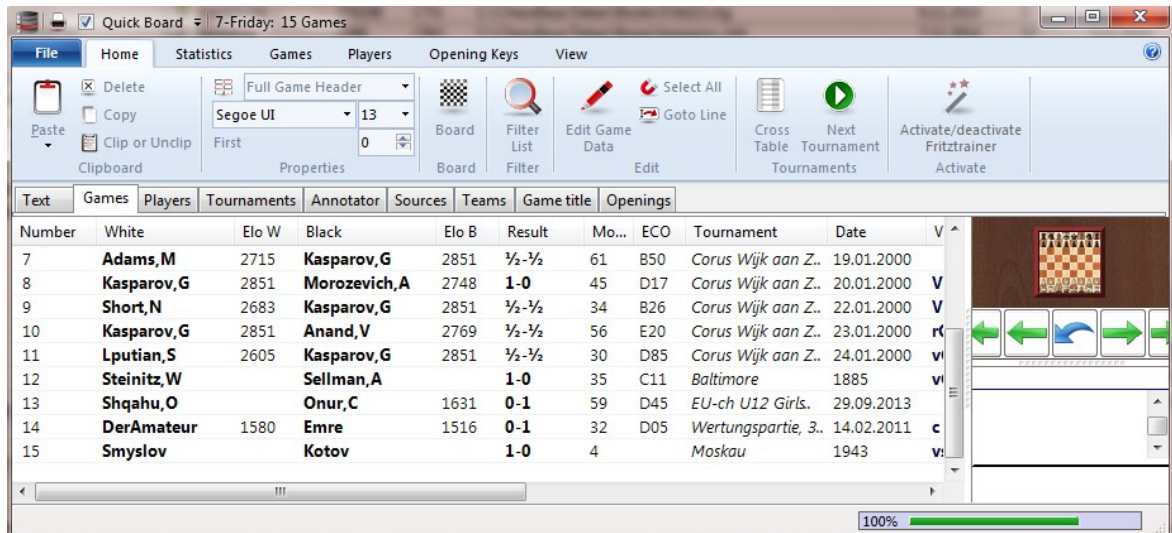 Quick Board 7-Friday: 15 Games
File Home Statistics Games Players Opening Keys View
Paste
Delete
Copy
Clip or Unclip
Clipboard
Full Game Header
Segoe UI 13
First 0
Properties
Board
Board
Filter List
Filter
Edit Game Data
Select All
Goto Line
Edit
Cross Table
Next Tournament
Tournaments
Activate/deactivate Fritztrainer
Activate
Text Games Players Tournaments Annotator Sources Teams Game title Openings
Number White Elo W Black Elo B Result Mo... ECO Tournament Date V
7 Adams,M 2715 Kasparov,G 2851 ½-½ 61 B50 Corus Wijk aan Z.. 19.01.2000
8 Kasparov,G 2851 Morozevich,A 2748 1-0 45 D17 Corus Wijk aan Z.. 20.01.2000 V
9 Short,N 2683 Kasparov,G 2851 ½-½ 34 B26 Corus Wijk aan Z.. 22.01.2000 V
10 Kasparov,G 2851 Anand,V 2769 ½-½ 56 E20 Corus Wijk aan Z.. 23.01.2000 r
11 Lputian,S 2605 Kasparov,G 2851 ½-½ 30 D85 Corus Wijk aan Z.. 24.01.2000 v
12 Steinitz,W Sellman,A 1-0 35 C11 Baltimore 1885 v
13 Shqahu,O Onur,C 1631 0-1 59 D45 EU-ch U12 Girls.. 29.09.2013
14 DerAmateur 1580 Emre 1516 0-1 32 D05 Wertungspartie, 3.. 14.02.2011 c
15 Smyslov Kotov 1-0 4 Moskau 1943 v
100%